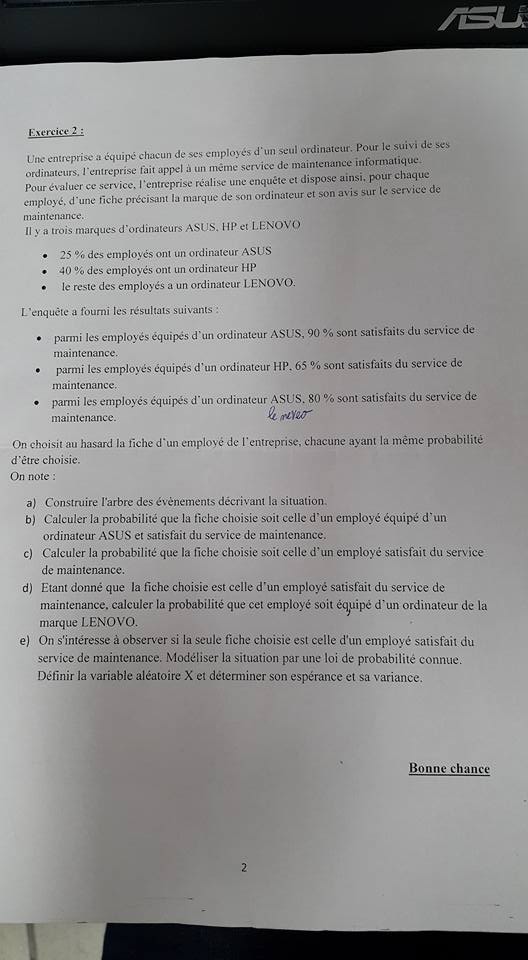 ASUS
Exercice 2 :
Une entreprise a équipé chacun de ses employés d'un seul ordinateur. Pour le suivi de ses
ordinateurs, l'entreprise fait appel à un même service de maintenance informatique.
Pour évaluer ce service, l'entreprise réalise une enquête et dispose ainsi, pour chaque
employé, d'une fiche précisant la marque de son ordinateur et son avis sur le service de
maintenance.
Il y a trois marques d'ordinateurs ASUS, HP et LENOVO
• 25 % des employés ont un ordinateur ASUS
• 40 % des employés ont un ordinateur HP
• le reste des employés a un ordinateur LENOVO.
L'enquête a fourni les résultats suivants :
• parmi les employés équipés d'un ordinateur ASUS, 90 % sont satisfaits du service de
maintenance.
• parmi les employés équipés d'un ordinateur HP, 65 % sont satisfaits du service de
maintenance.
• parmi les employés équipés d'un ordinateur ASUS, 80 % sont satisfaits du service de
maintenance.
lenoveo
On choisit au hasard la fiche d'un employé de l'entreprise, chacune ayant la même probabilité
d'être choisie.
On note :
a) Construire l'arbre des évènements décrivant la situation.
b) Calculer la probabilité que la fiche choisie soit celle d'un employé équipé d'un
ordinateur ASUS et satisfait du service de maintenance.
c) Calculer la probabilité que la fiche choisie soit celle d'un employé satisfait du service
de maintenance.
d) Etant donné que la fiche choisie est celle d'un employé satisfait du service de
maintenance, calculer la probabilité que cet employé soit équipé d'un ordinateur de la
marque LENOVO.
e) On s'intéresse à observer si la seule fiche choisie est celle d'un employé satisfait du
service de maintenance. Modéliser la situation par une loi de probabilité connue.
Définir la variable aléatoire X et déterminer son espérance et sa variance.
Bonne chance
2